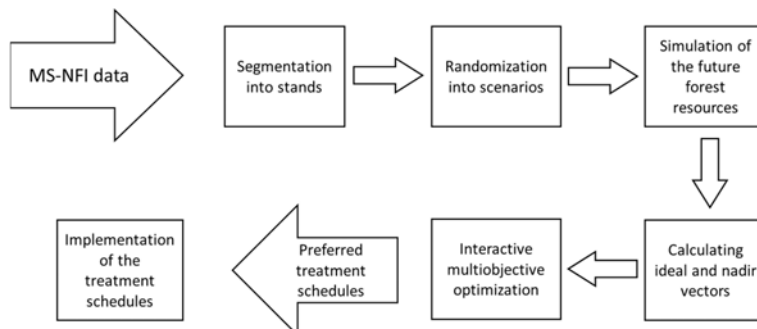 MS-NFI data
Segmentation
into stands
Randomization
into scenarios
Simulation of
the future
forest
resources
Calculating
ideal and nadir
vectors
Interactive
multiobjective
optimization
Preferred
treatment
schedules
Implementation
of the
treatment
schedules